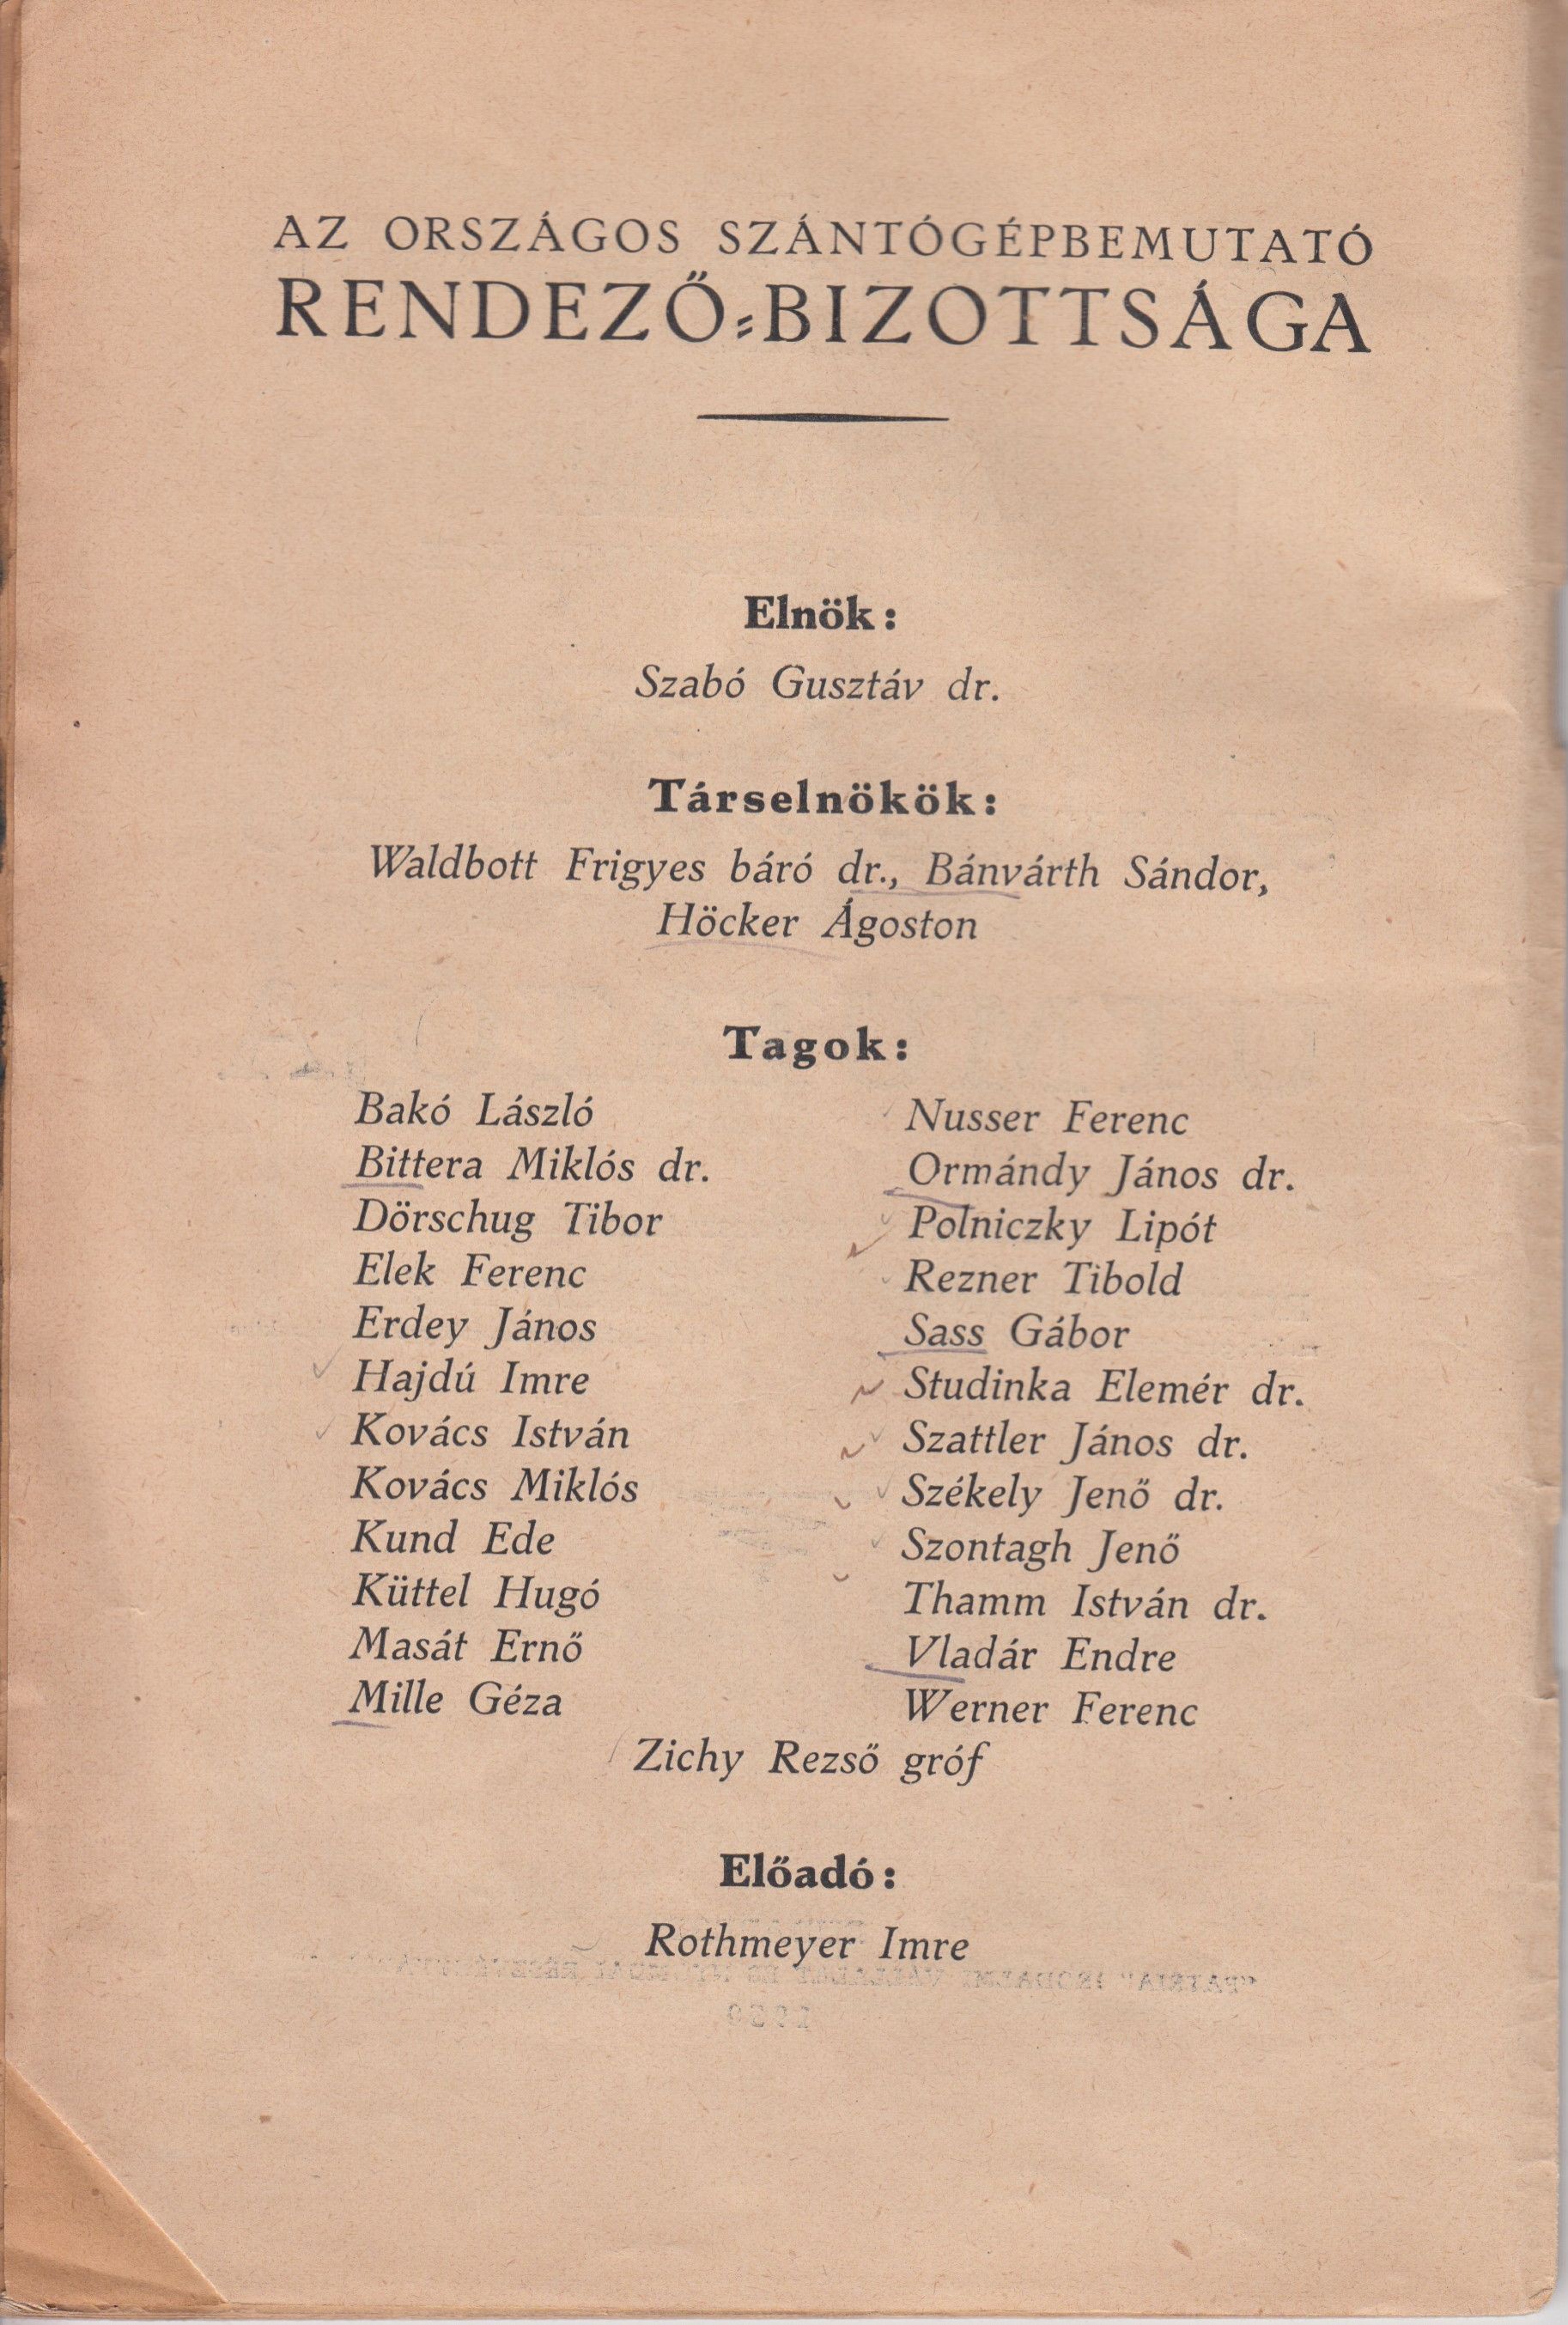 AZ ORSZÁGOS SZÁNTÓGÉPBEMUTATÓ
RENDEZŐ-BIZOTTSÁGA
Elnök:
Szabó Gusztáv dr.
Társelnökök:
Waldbott Frigyes báró dr., Bánvárth Sándor,
Höcker Ágoston
Tagok:
Bakó László
Bittera Miklós dr.
Dörschug Tibor
Elek Ferenc
Erdey János
Hajdú Imre
Kovács István
Kovács Miklós
Kund Ede
Küttel Hugó
Masát Ernő
Mille Géza
Nusser Ferenc
Ormándy János dr.
Polniczky Lipót
Rezner Tibold
Sass Gábor
Studinka Elemér dr.
Szattler János dr.
Székely Jenő dr.
Szontagh Jenő
Thamm István dr.
Vladár Endre
Werner Ferenc
Zichy Rezső gróf
Előadó:
Rothmeyer Imre